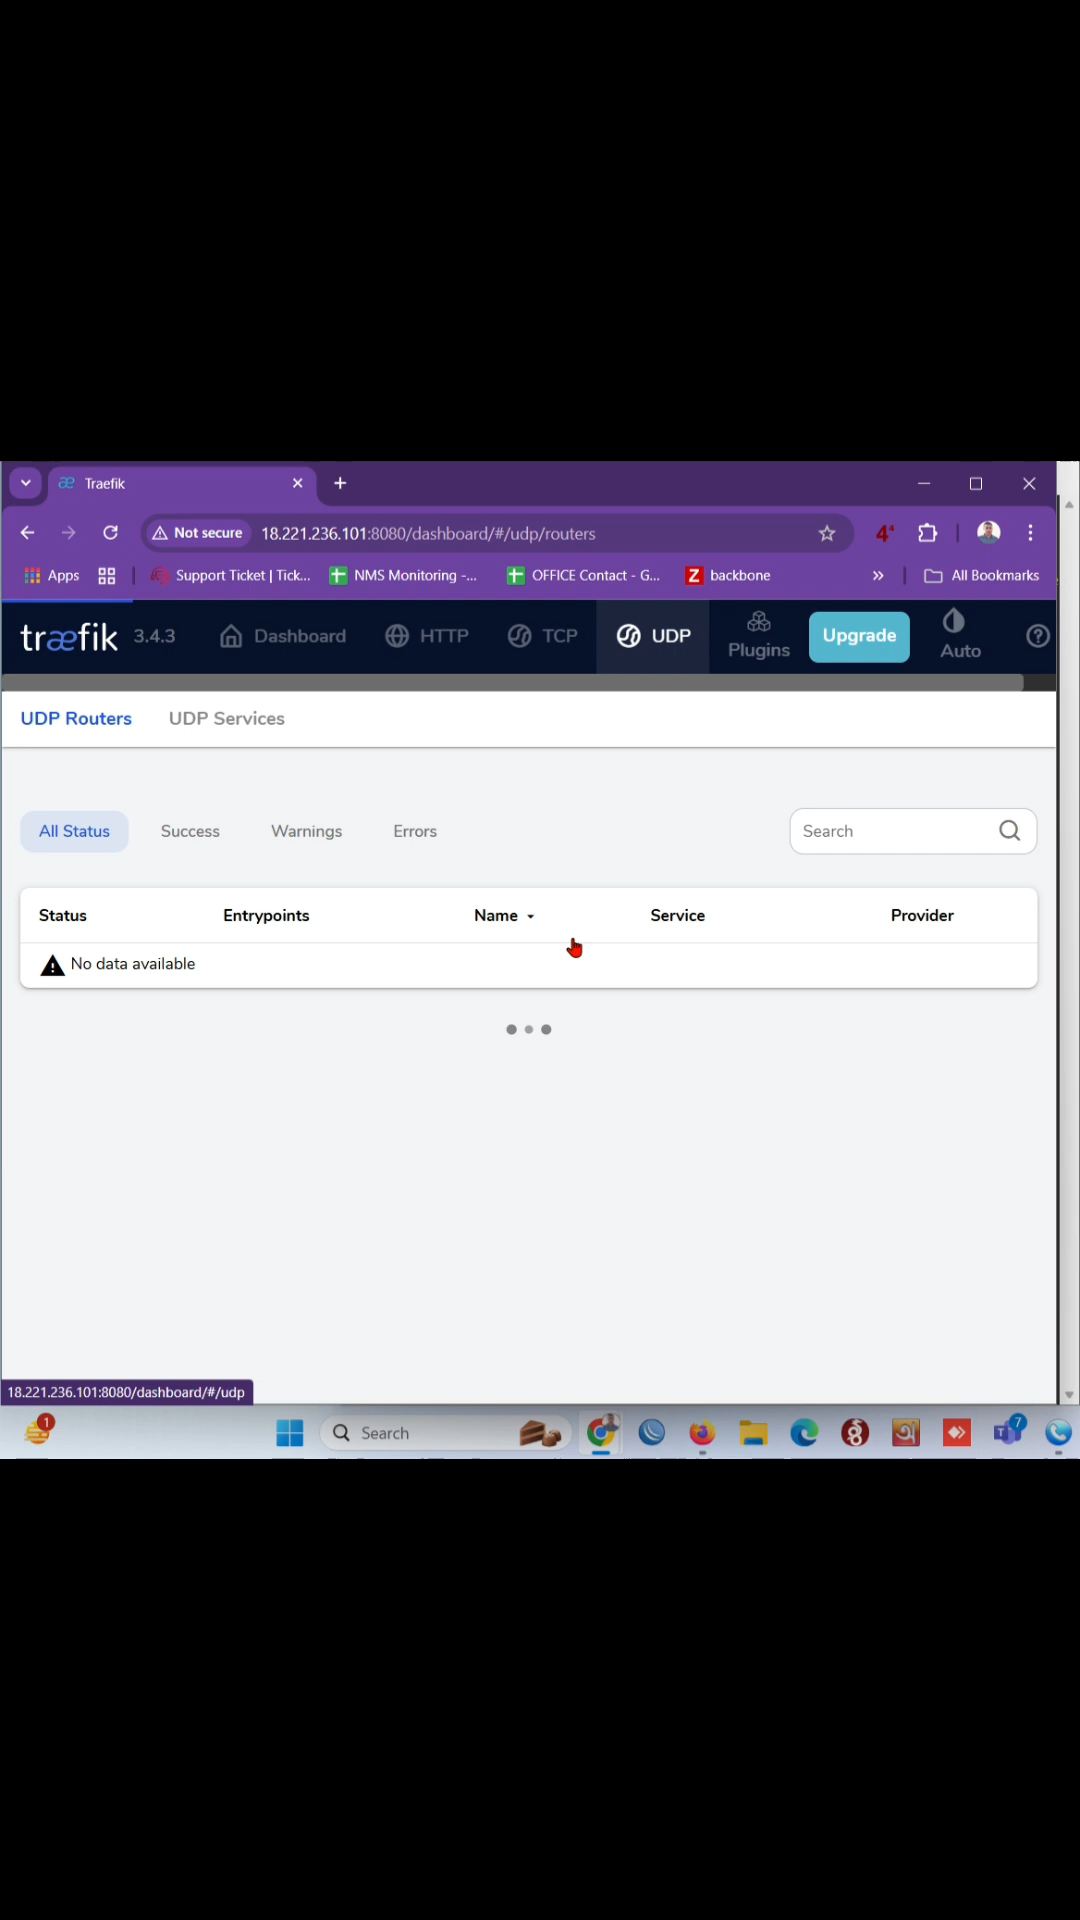 Traefik
Not secure 18.221.236.101:8080/dashboard/#/udp/routers 4⁴
Apps Support Ticket | Tick... NMS Monitoring -... OFFICE Contact - G... Z backbone » All Bookmarks
træfik 3.4.3 Dashboard HTTP TCP UDP Plugins Upgrade Auto
UDP Routers UDP Services
All Status Success Warnings Errors Search
Status Entrypoints Name Service Provider
No data available
18.221.236.101:8080/dashboard/#/udp
1 Search অ 7